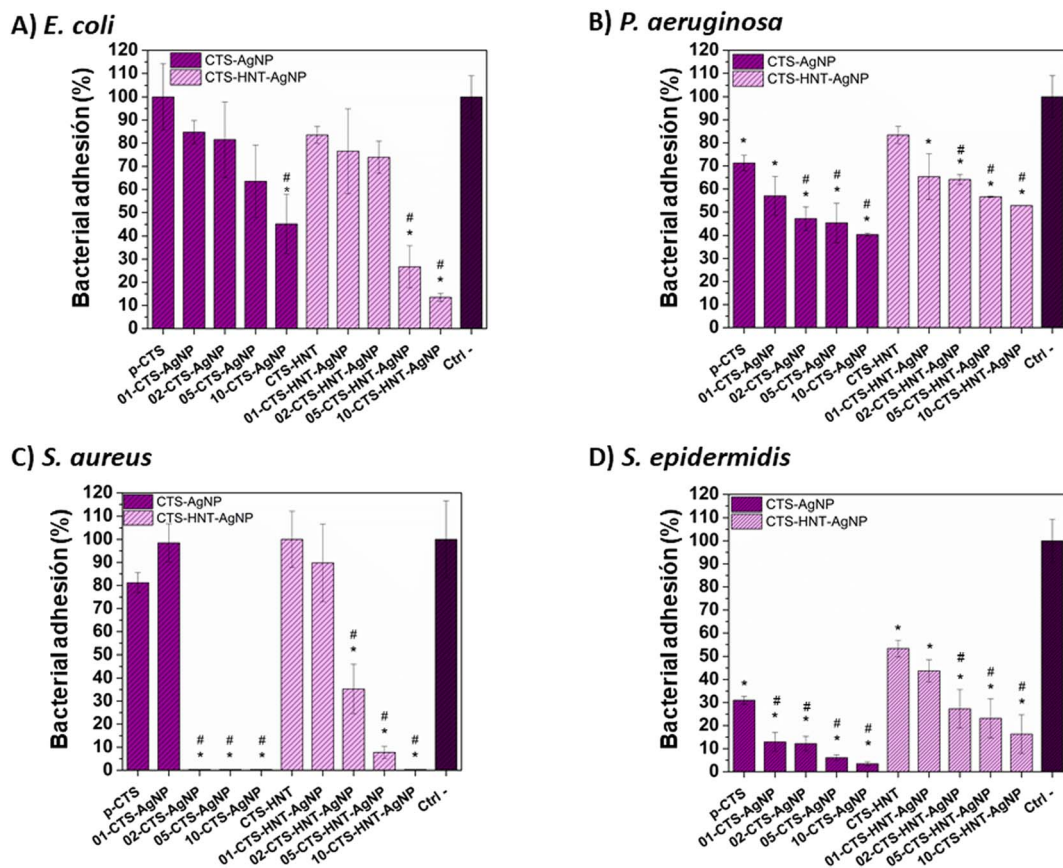 A) E. coli
CTS-AgNP
CTS-HNT-AgNP
Bacterial adhesión (%)
120
110
100
90
80
70
60
50
40
30
20
10
0
#
*
#
*
#
*
p-CTS
01-CTS-AgNP
02-CTS-AgNP
05-CTS-AgNP
10-CTS-AgNP
CTS-HNT
01-CTS-HNT-AgNP
02-CTS-HNT-AgNP
05-CTS-HNT-AgNP
10-CTS-HNT-AgNP
Ctrl -
B) P. aeruginosa
CTS-AgNP
CTS-HNT-AgNP
Bacterial adhesión (%)
120
110
100
90
80
70
60
50
40
30
20
10
0
*
*
#
*
#
*
#
*
*
#
*
#
*
#
*
p-CTS
01-CTS-AgNP
02-CTS-AgNP
05-CTS-AgNP
10-CTS-AgNP
CTS-HNT
01-CTS-HNT-AgNP
02-CTS-HNT-AgNP
05-CTS-HNT-AgNP
10-CTS-HNT-AgNP
Ctrl -
C) S. aureus
CTS-AgNP
CTS-HNT-AgNP
Bacterial adhesión (%)
120
110
100
90
80
70
60
50
40
30
20
10
0
#
*
#
*
#
*
#
*
#
*
#
*
p-CTS
01-CTS-AgNP
02-CTS-AgNP
05-CTS-AgNP
10-CTS-AgNP
CTS-HNT
01-CTS-HNT-AgNP
02-CTS-HNT-AgNP
05-CTS-HNT-AgNP
10-CTS-HNT-AgNP
Ctrl -
D) S. epidermidis
CTS-AgNP
CTS-HNT-AgNP
Bacterial adhesión (%)
120
110
100
90
80
70
60
50
40
30
20
10
0
*
#
*
#
*
#
*
#
*
*
*
#
*
#
*
#
*
p-CTS
01-CTS-AgNP
02-CTS-AgNP
05-CTS-AgNP
10-CTS-AgNP
CTS-HNT
01-CTS-HNT-AgNP
02-CTS-HNT-AgNP
05-CTS-HNT-AgNP
10-CTS-HNT-AgNP
Ctrl -